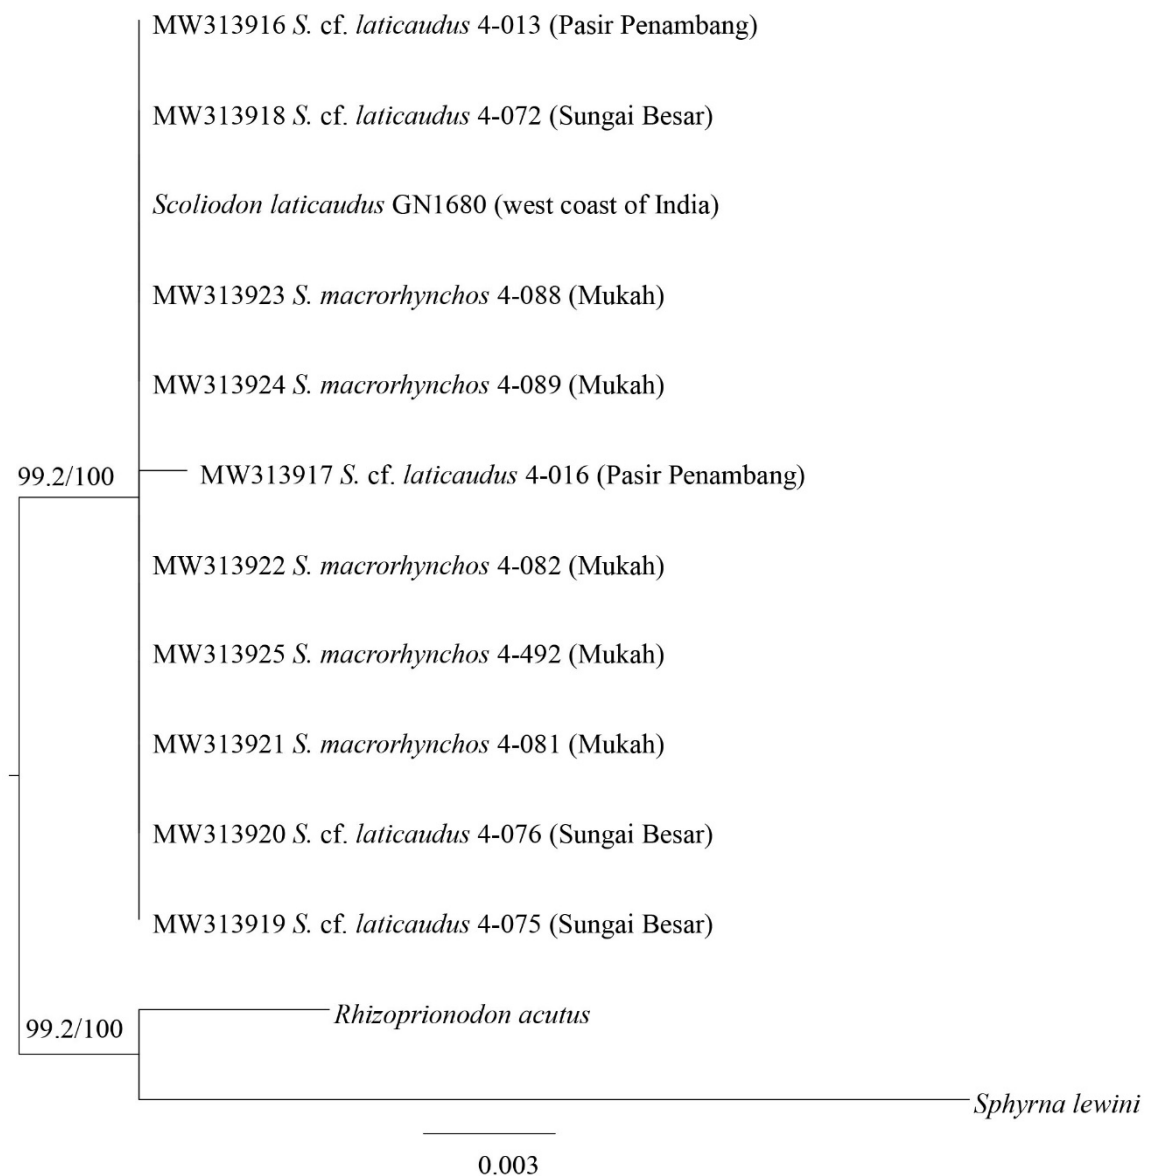 MW313916 S. cf. laticaudus 4-013 (Pasir Penambang)
MW313918 S. cf. laticaudus 4-072 (Sungai Besar)
Scoliodon laticaudus GN1680 (west coast of India)
MW313923 S. macrorhynchos 4-088 (Mukah)
MW313924 S. macrorhynchos 4-089 (Mukah)
99.2/100
MW313917 S. cf. laticaudus 4-016 (Pasir Penambang)
MW313922 S. macrorhynchos 4-082 (Mukah)
MW313925 S. macrorhynchos 4-492 (Mukah)
MW313921 S. macrorhynchos 4-081 (Mukah)
MW313920 S. cf. laticaudus 4-076 (Sungai Besar)
MW313919 S. cf. laticaudus 4-075 (Sungai Besar)
Rhizoprionodon acutus
99.2/100
Sphyrna lewini
0.003